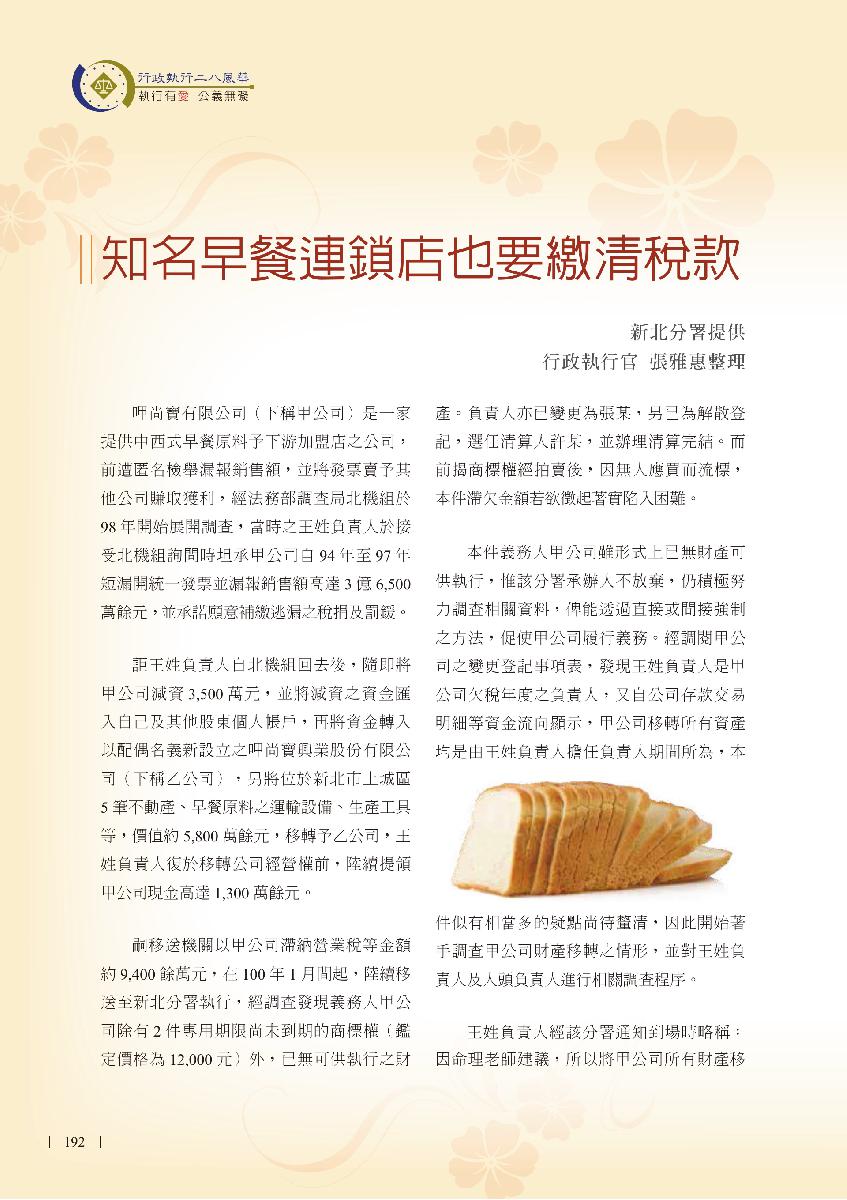 行政執行二八風華
執行有愛 公義無礙
知名早餐連鎖店也要繳清稅款
新北分署提供
行政執行官 張雅惠整理
呷尚寶有限公司（下稱甲公司）是一家
提供中西式早餐原料予下游加盟店之公司，
前遭匿名檢舉漏報銷售額，並將發票賣予其
他公司賺取獲利，經法務部調查局北機組於
98 年開始展開調查，當時之王姓負責人於接
受北機組詢問時坦承甲公司自 94 年至 97 年
短漏開統一發票並漏報銷售額高達 3 億 6,500
萬餘元，並承諾願意補繳逃漏之稅捐及罰鍰。
詎王姓負責人自北機組回去後，隨即將
甲公司減資 3,500 萬元，並將減資之資金匯
入自己及其他股東個人帳戶，再將資金轉入
以配偶名義新設立之呷尚寶興業股份有限公
司（下稱乙公司），另將位於新北市土城區
5 筆不動產、早餐原料之運輸設備、生產工具
等，價值約 5,800 萬餘元，移轉予乙公司，王
姓負責人復於移轉公司經營權前，陸續提領
甲公司現金高達 1,300 萬餘元。
嗣移送機關以甲公司滯納營業稅等金額
約 9,400 餘萬元，在 100 年 1 月間起，陸續移
送至新北分署執行，經調查發現義務人甲公
司除有 2 件專用期限尚未到期的商標權（鑑
定價格為 12,000 元）外，已無可供執行之財
產。負責人亦已變更為張某，另已為解散登
記，選任清算人許某，並辦理清算完結。而
前揭商標權經拍賣後，因無人應買而流標，
本件滯欠金額若欲徵起著實陷入困難。
本件義務人甲公司雖形式上已無財產可
供執行，惟該分署承辦人不放棄，仍積極努
力調查相關資料，俾能透過直接或間接強制
之方法，促使甲公司履行義務。經調閱甲公
司之變更登記事項表，發現王姓負責人是甲
公司欠稅年度之負責人，又自公司存款交易
明細等資金流向顯示，甲公司移轉所有資產
均是由王姓負責人擔任負責人期間所為，本
件似有相當多的疑點尚待釐清，因此開始著
手調查甲公司財產移轉之情形，並對王姓負
責人及人頭負責人進行相關調查程序。
王姓負責人經該分署通知到場時略稱：
因命理老師建議，所以將甲公司所有財產移
192